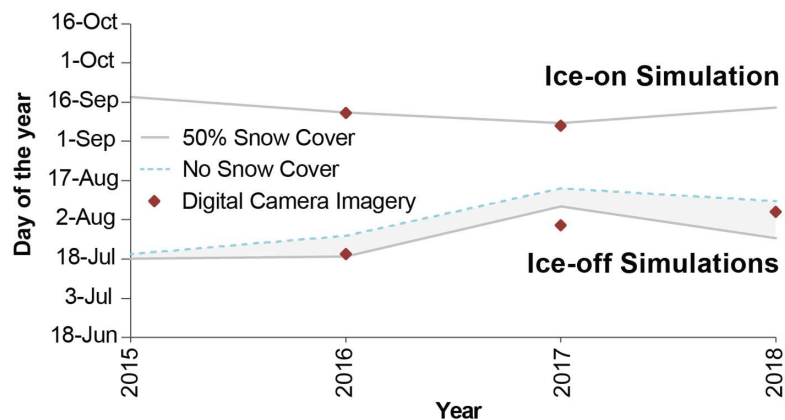 16-Oct
1-Oct
16-Sep
1-Sep
17-Aug
2-Aug
18-Jul
3-Jul
18-Jun
Day of the year
Ice-on Simulation
50% Snow Cover
No Snow Cover
Digital Camera Imagery
Ice-off Simulations
2015
2016
2017
2018
Year